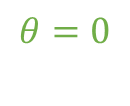 θ = 0